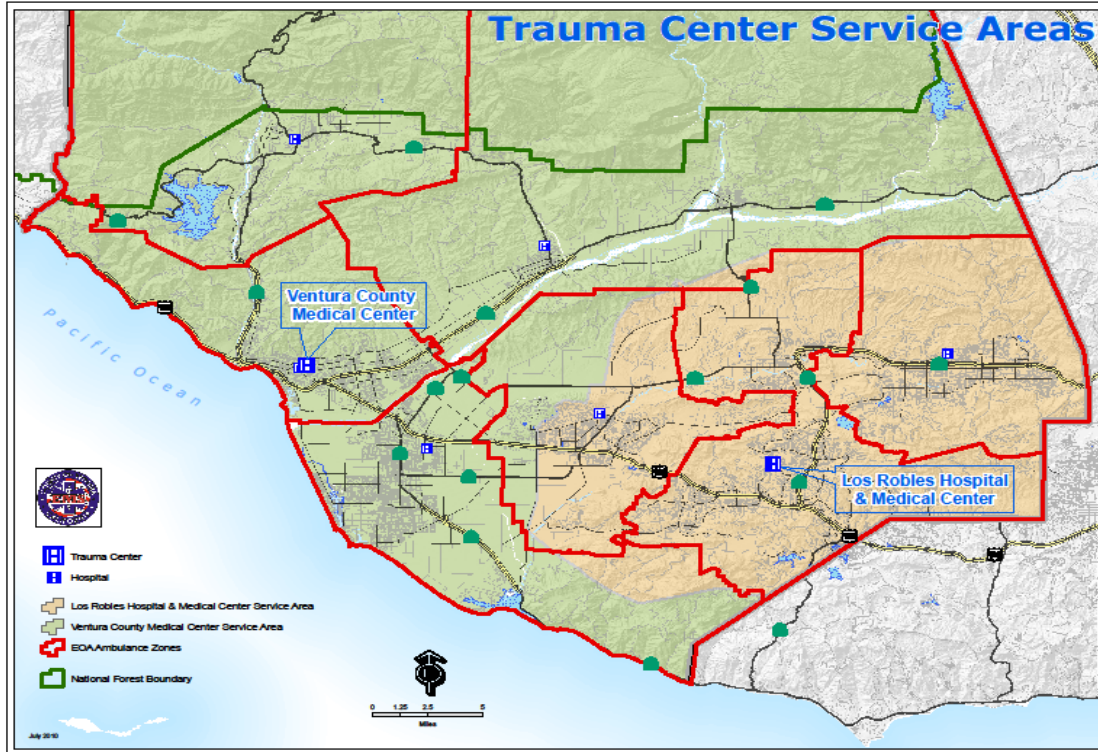 Trauma Center Service Areas
Ventura County
Medical Center
Pacific Ocean
Los Robles Hospital
& Medical Center
Trauma Center
Hospital
Los Robles Hospital & Medical Center Service Area
Ventura County Medical Center Service Area
EOA Ambulance Zones
National Forest Boundary
0 1.25 2.5 5
Miles
July 2010